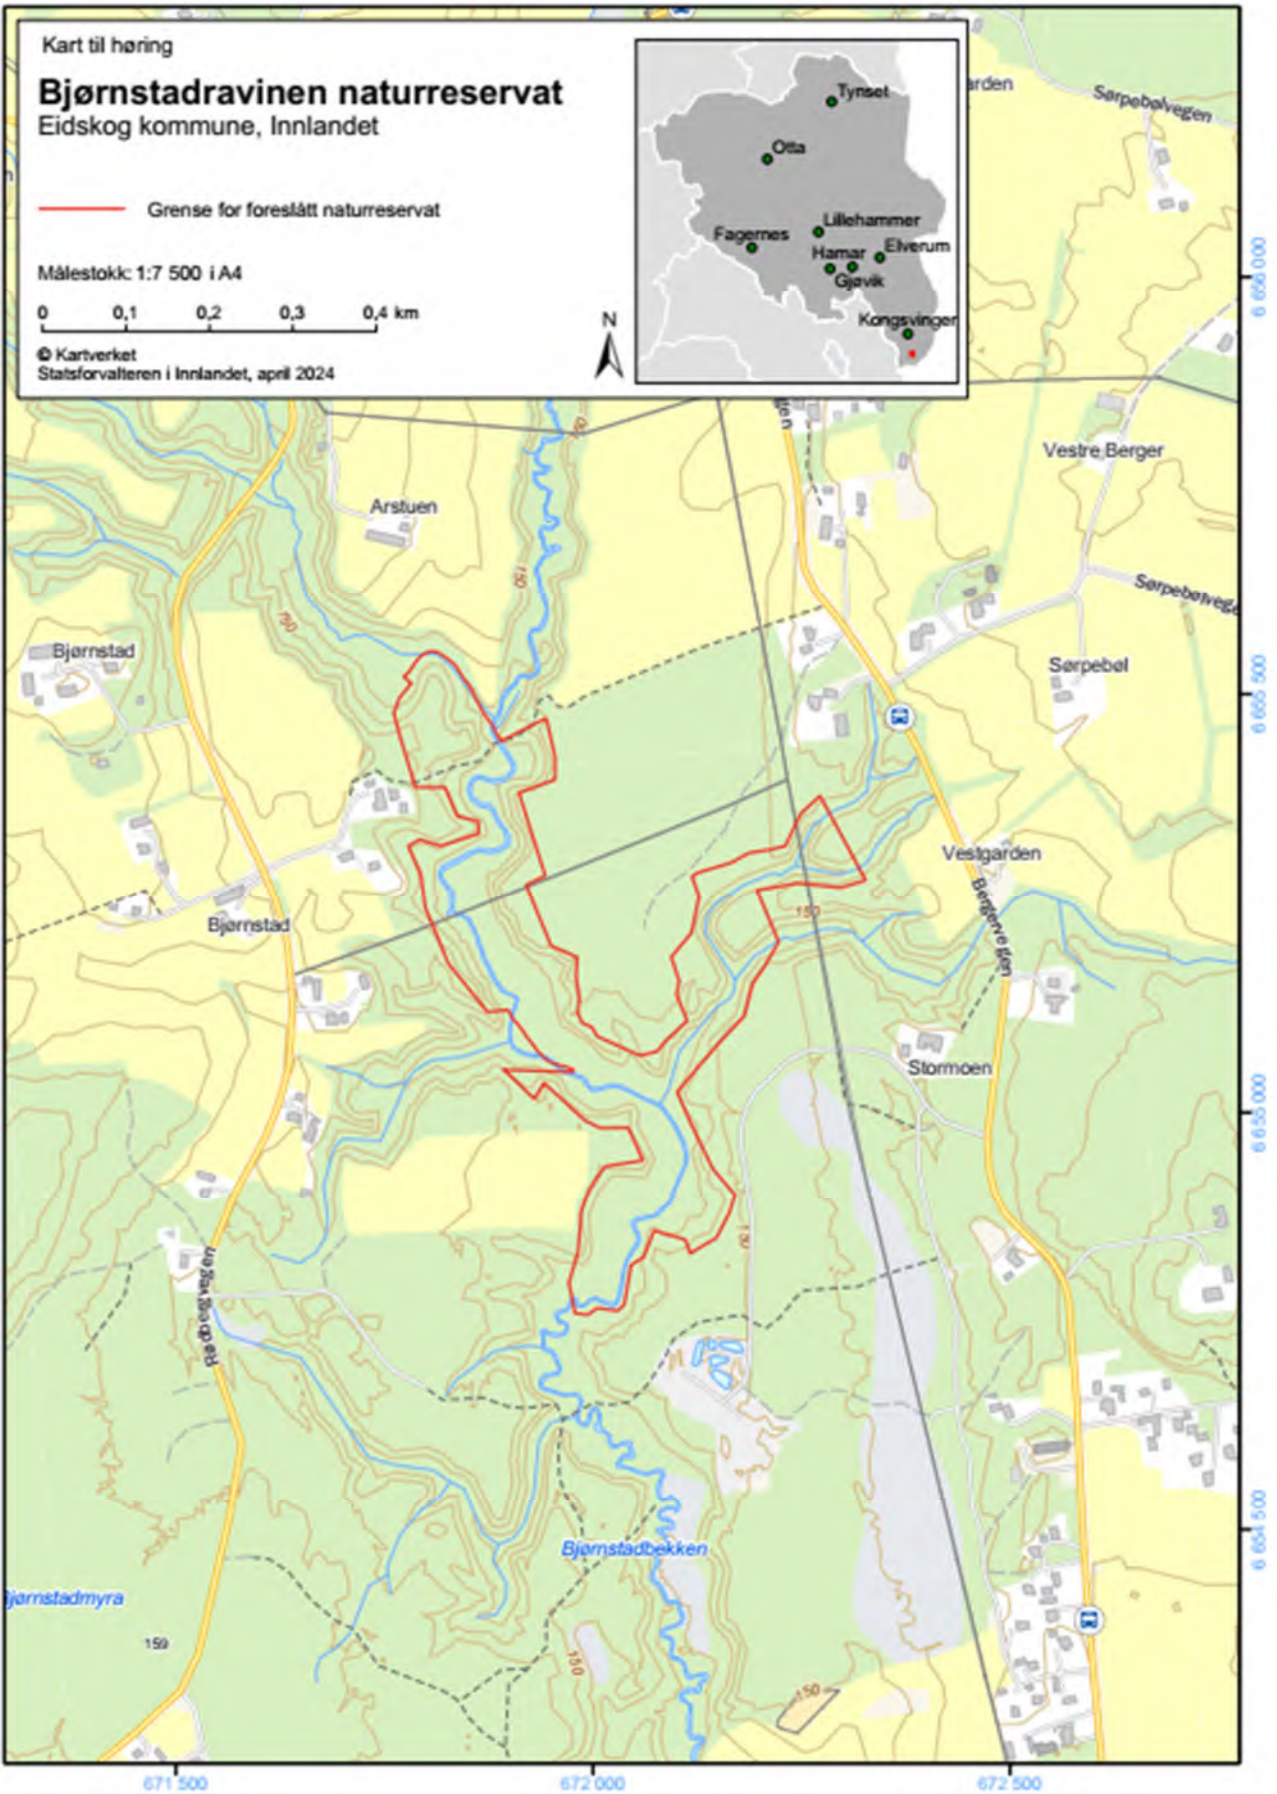 Kart til høring
Bjørnstadravinen naturreservat
Eidskog kommune, Innlandet
Grense for foreslått naturreservat
Målestokk: 1:7 500 i A4
0 0,1 0,2 0,3 0,4 km
© Kartverket
Statsforvalteren i Innlandet, april 2024
N
Tynset
Otta
Lillehammer
Fagernes
Elverum
Hamar
Gjøvik
Kongsvinger
arden
Sørpebølvegen
6 656 000
150
Vestre Berger
Arstuen
150
Sørpebølvege
150
Bjørnstad
Sørpebøl
6 655 500
Vestgarden
Bergervegen
150
Bjørnstad
Stormoen
6 655 000
150
Rødbergvegen
6 654 500
Bjørnstadbekken
jørnstadmyra
159
150
150
671 500
672 000
672 500